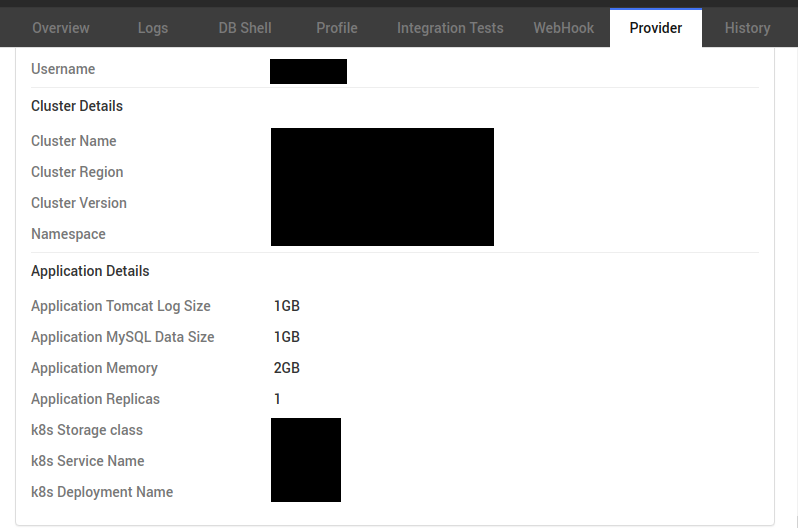 Overview Logs DB Shell Profile Integration Tests WebHook Provider History
Username
Cluster Details
Cluster Name
Cluster Region
Cluster Version
Namespace
Application Details
Application Tomcat Log Size 1GB
Application MySQL Data Size 1GB
Application Memory 2GB
Application Replicas 1
k8s Storage class
k8s Service Name
k8s Deployment Name